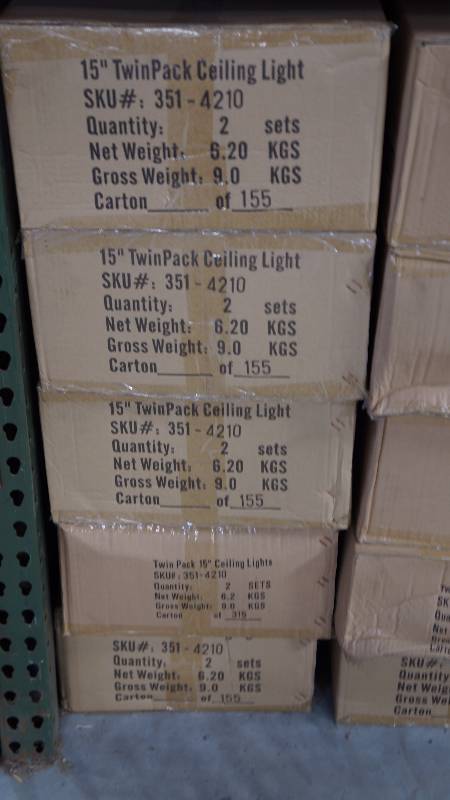 15" TwinPack Ceiling Light
SKU#: 351-4210
Quantity: 2 sets
Net Weight: 6.20 KGS
Gross Weight: 9.0 KGS
Carton______ of 155
15" TwinPack Ceiling Light
SKU#: 351-4210
Quantity: 2 sets
Net Weight: 6.20 KGS
Gross Weight: 9.0 KGS
Carton______ of 155
15" TwinPack Ceiling Light
SKU#: 351-4210
Quantity: 2 sets
Net Weight: 6.20 KGS
Gross Weight: 9.0 KGS
Carton______ of 155
Twin Pack 15" Ceiling Lights
SKU#: 351-4210
Quantity: 2 SETS
Net Weight: 6.2 KGS
Gross Weight: 9.0 KGS
Carton of 315
SKU#: 351-4210
Quantity: 2 sets
Net Weight: 6.20 KGS
Gross Weight: 9.0 KGS
Carton of 155
SKU#:
Quantity
Net Weig
Gross Wei
Carton